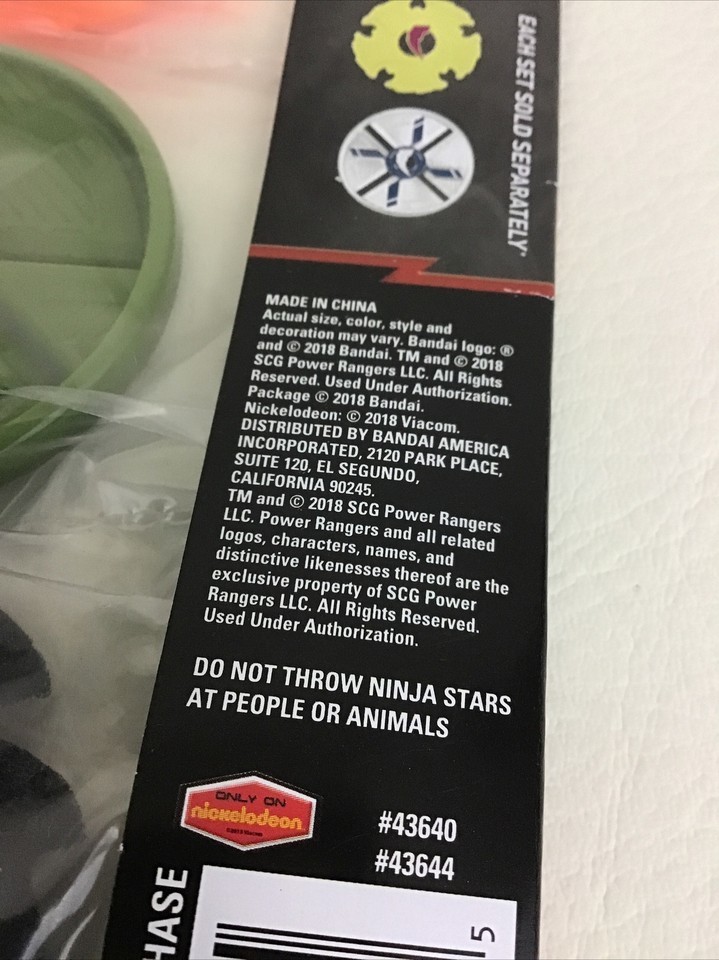 EACH SET SOLD SEPARATELY
MADE IN CHINA
Actual size, color, style and
decoration may vary. Bandai logo: ®
and © 2018 Bandai. TM and © 2018
SCG Power Rangers LLC. All Rights
Reserved. Used Under Authorization.
Package © 2018 Bandai.
Nickelodeon: © 2018 Viacom.
DISTRIBUTED BY BANDAI AMERICA
INCORPORATED, 2120 PARK PLACE,
SUITE 120, EL SEGUNDO,
CALIFORNIA 90245.
TM and © 2018 SCG Power Rangers
LLC. Power Rangers and all related
logos, characters, names, and
distinctive likenesses thereof are the
exclusive property of SCG Power
Rangers LLC. All Rights Reserved.
Used Under Authorization.
DO NOT THROW NINJA STARS
AT PEOPLE OR ANIMALS
ONLY ON
nickelodeon
#43640
#43644
5